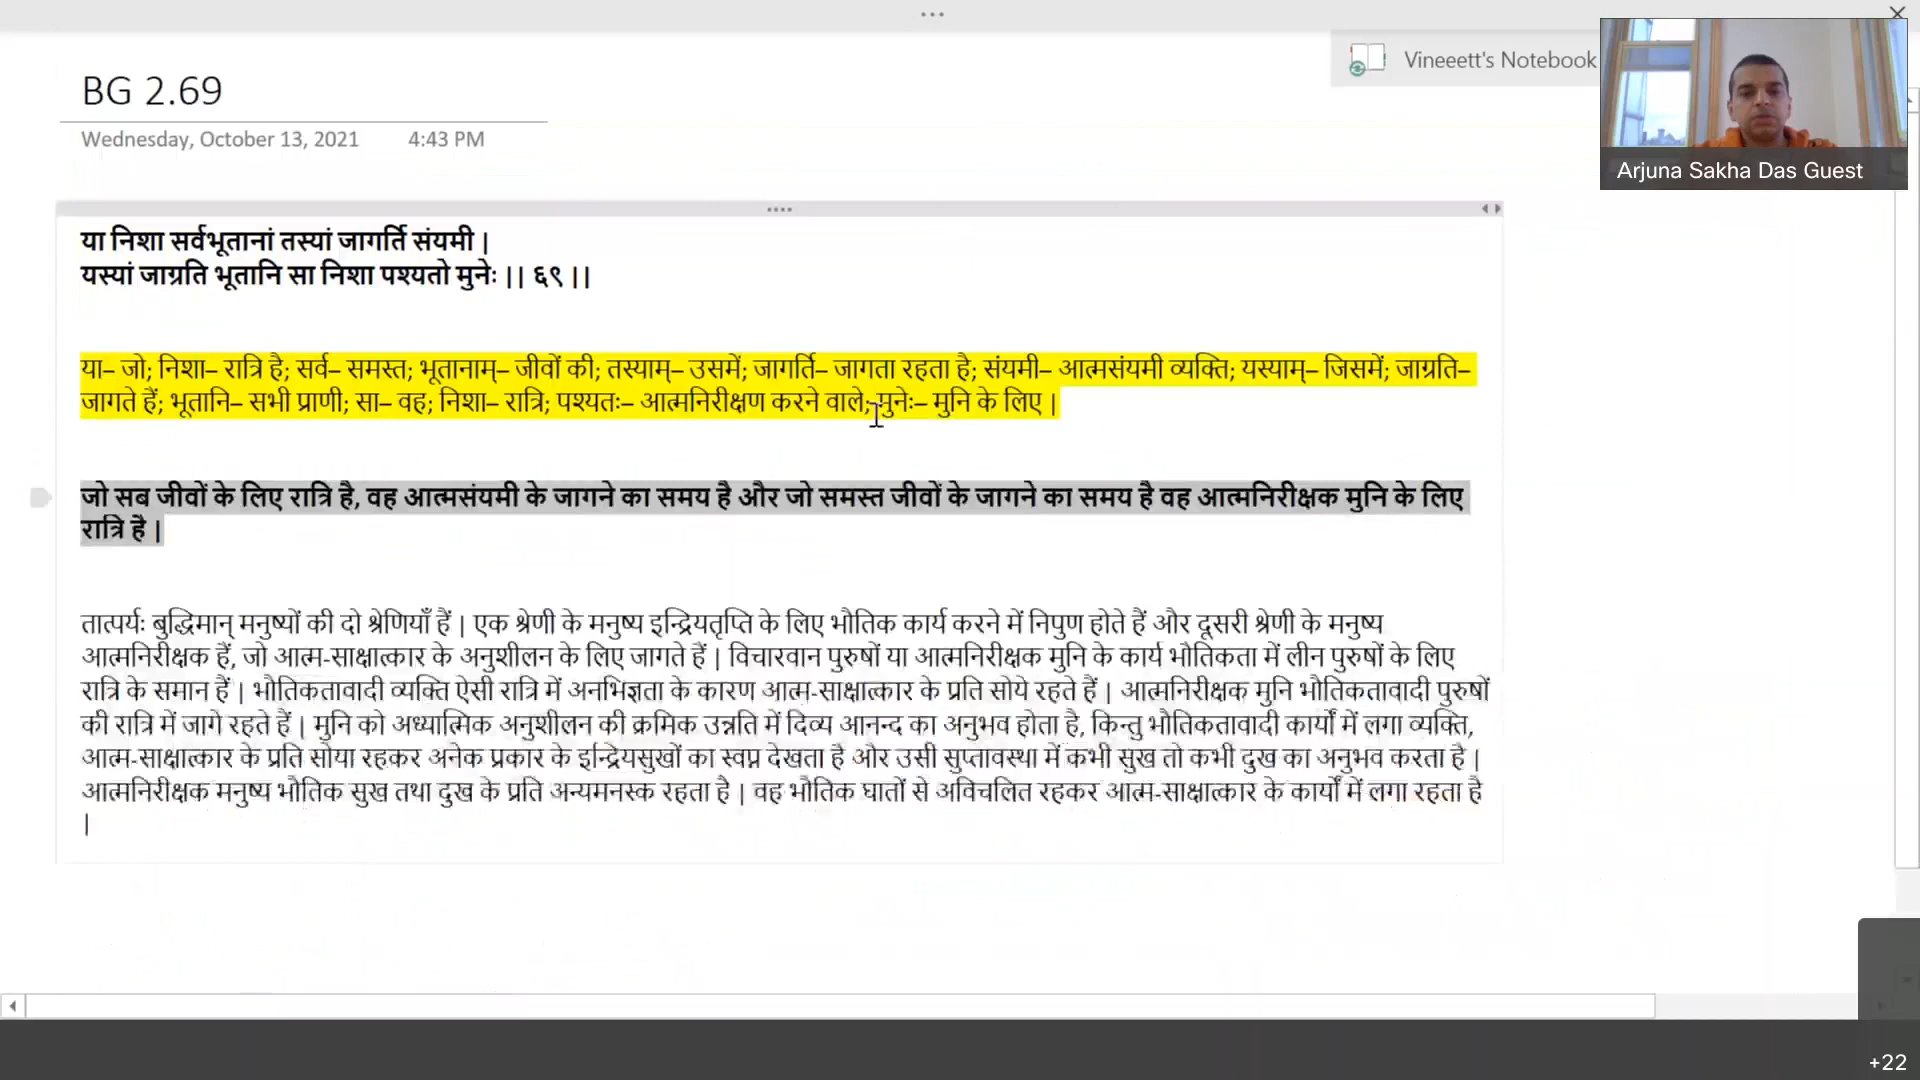 BG 2.69
Vineeett's Notebook
Wednesday, October 13, 2021 4:43 PM
Arjuna Sakha Das Guest
या निशा सर्वभूतानां तस्यां जागर्ति संयमी |
यस्यां जाग्रति भूतानि सा निशा पश्यतो मुनेः || ६९ ||
या– जो; निशा– रात्रि है; सर्व– समस्त; भूतानाम्– जीवों की; तस्याम्– उसमें; जागर्ति– जागता रहता है; संयमी– आत्मसंयमी व्यक्ति; यस्याम्– जिसमें; जाग्रति–
जागते हैं; भूतानि– सभी प्राणी; सा– वह; निशा– रात्रि; पश्यतः– आत्मनिरीक्षण करने वाले; मुनेः– मुनि के लिए |
जो सब जीवों के लिए रात्रि है, वह आत्मसंयमी के जागने का समय है और जो समस्त जीवों के जागने का समय है वह आत्मनिरीक्षक मुनि के लिए
रात्रि है |
तात्पर्यः बुद्धिमान् मनुष्यों की दो श्रेणियाँ हैं | एक श्रेणी के मनुष्य इन्द्रियतृप्ति के लिए भौतिक कार्य करने में निपुण होते हैं और दूसरी श्रेणी के मनुष्य
आत्मनिरीक्षक हैं, जो आत्म-साक्षात्कार के अनुशीलन के लिए जागते हैं | विचारवान पुरुषों या आत्मनिरीक्षक मुनि के कार्य भौतिकता में लीन पुरुषों के लिए
रात्रि के समान हैं | भौतिकतावादी व्यक्ति ऐसी रात्रि में अनभिज्ञता के कारण आत्म-साक्षात्कार के प्रति सोये रहते हैं | आत्मनिरीक्षक मुनि भौतिकतावादी पुरुषों
की रात्रि में जागे रहते हैं | मुनि को अध्यात्मिक अनुशीलन की क्रमिक उन्नति में दिव्य आनन्द का अनुभव होता है, किन्तु भौतिकतावादी कार्यों में लगा व्यक्ति,
आत्म-साक्षात्कार के प्रति सोया रहकर अनेक प्रकार के इन्द्रियसुखों का स्वप्न देखता है और उसी सुप्तावस्था में कभी सुख तो कभी दुख का अनुभव करता है |
आत्मनिरीक्षक मनुष्य भौतिक सुख तथा दुख के प्रति अन्यमनस्क रहता है | वह भौतिक घातों से अविचलित रहकर आत्म-साक्षात्कार के कार्यों में लगा रहता है
|
+22